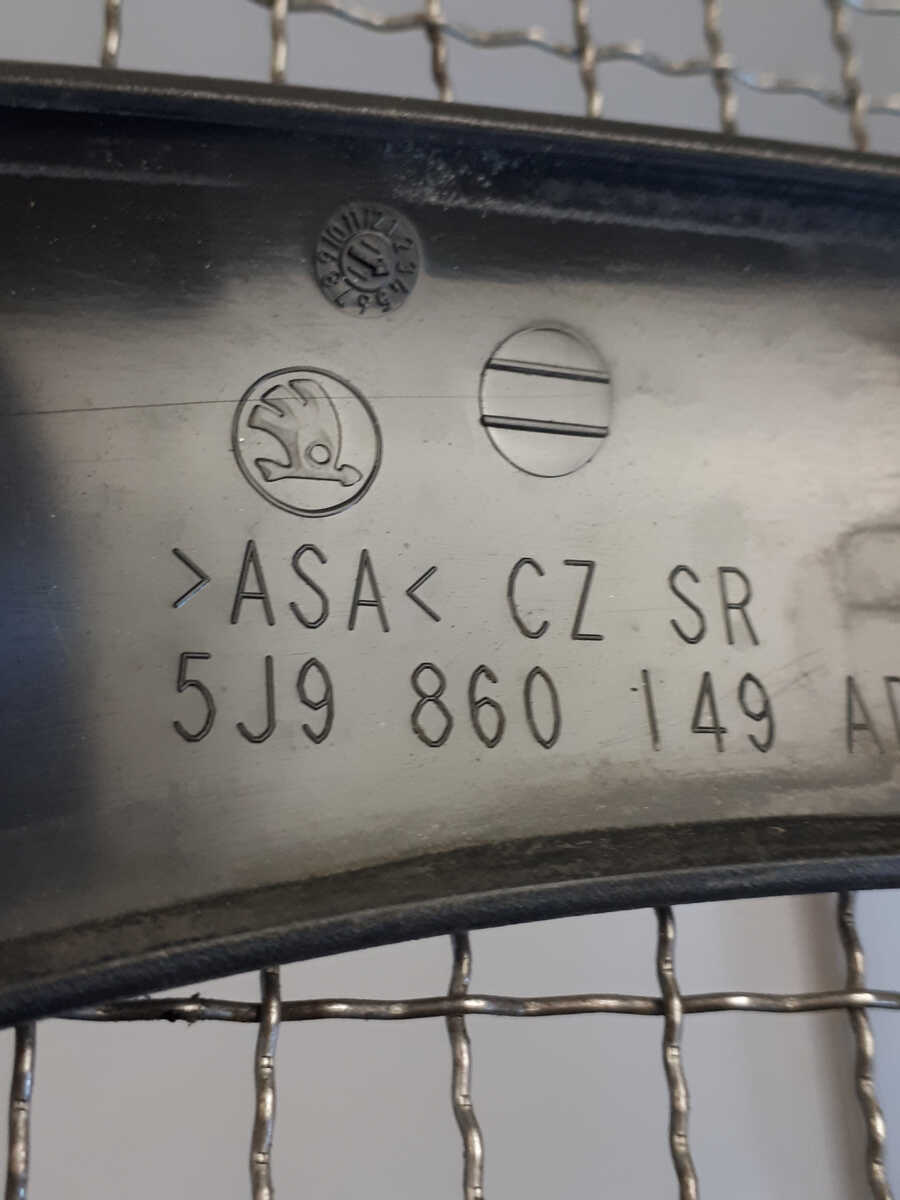 >ASA< CZ SR
5J9 860 149